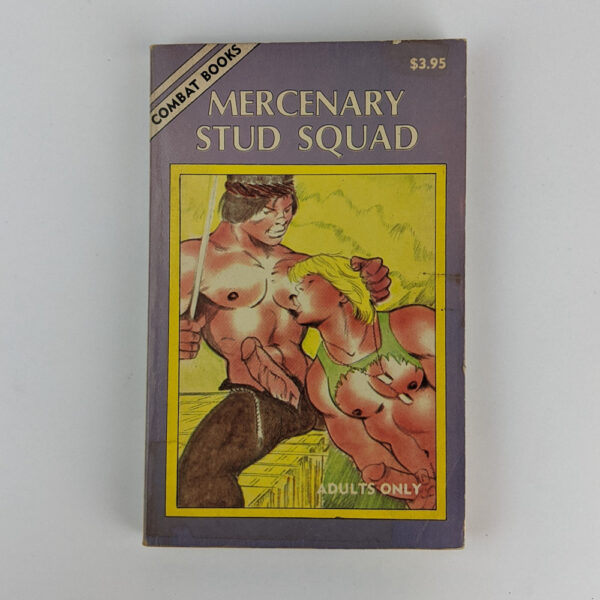 COMBAT BOOKS
$3.95
MERCENARY
STUD SQUAD
ADULTS ONLY